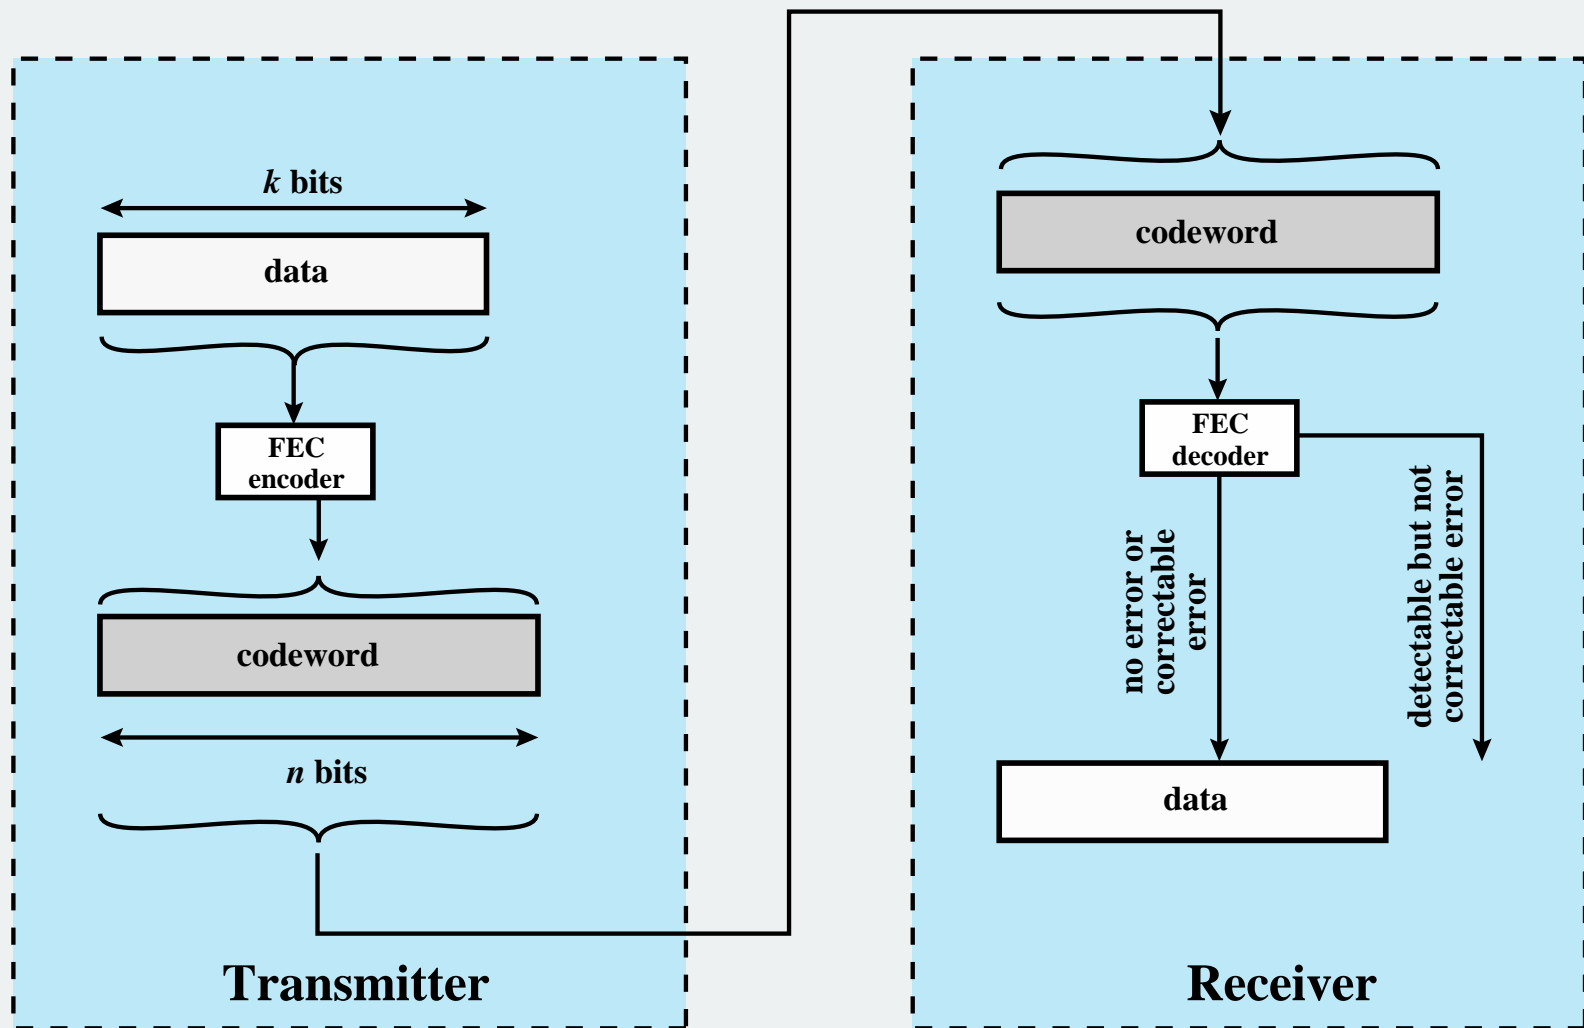 k bits
data
FEC
encoder
codeword
n bits
Transmitter
codeword
FEC
decoder
no error or
correctable
error
detectable but not
correctable error
data
Receiver